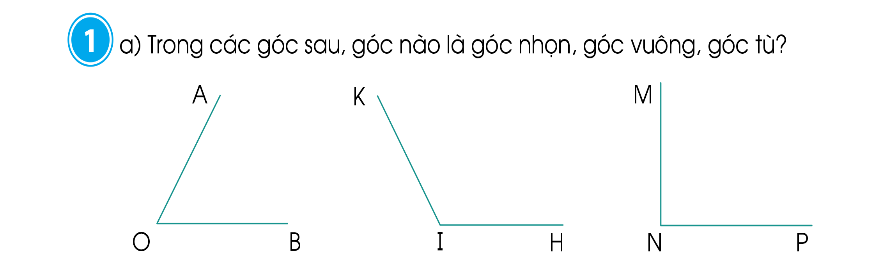 1 a) Trong các góc sau, góc nào là góc nhọn, góc vuông, góc tù?
A K M
O B I H N P